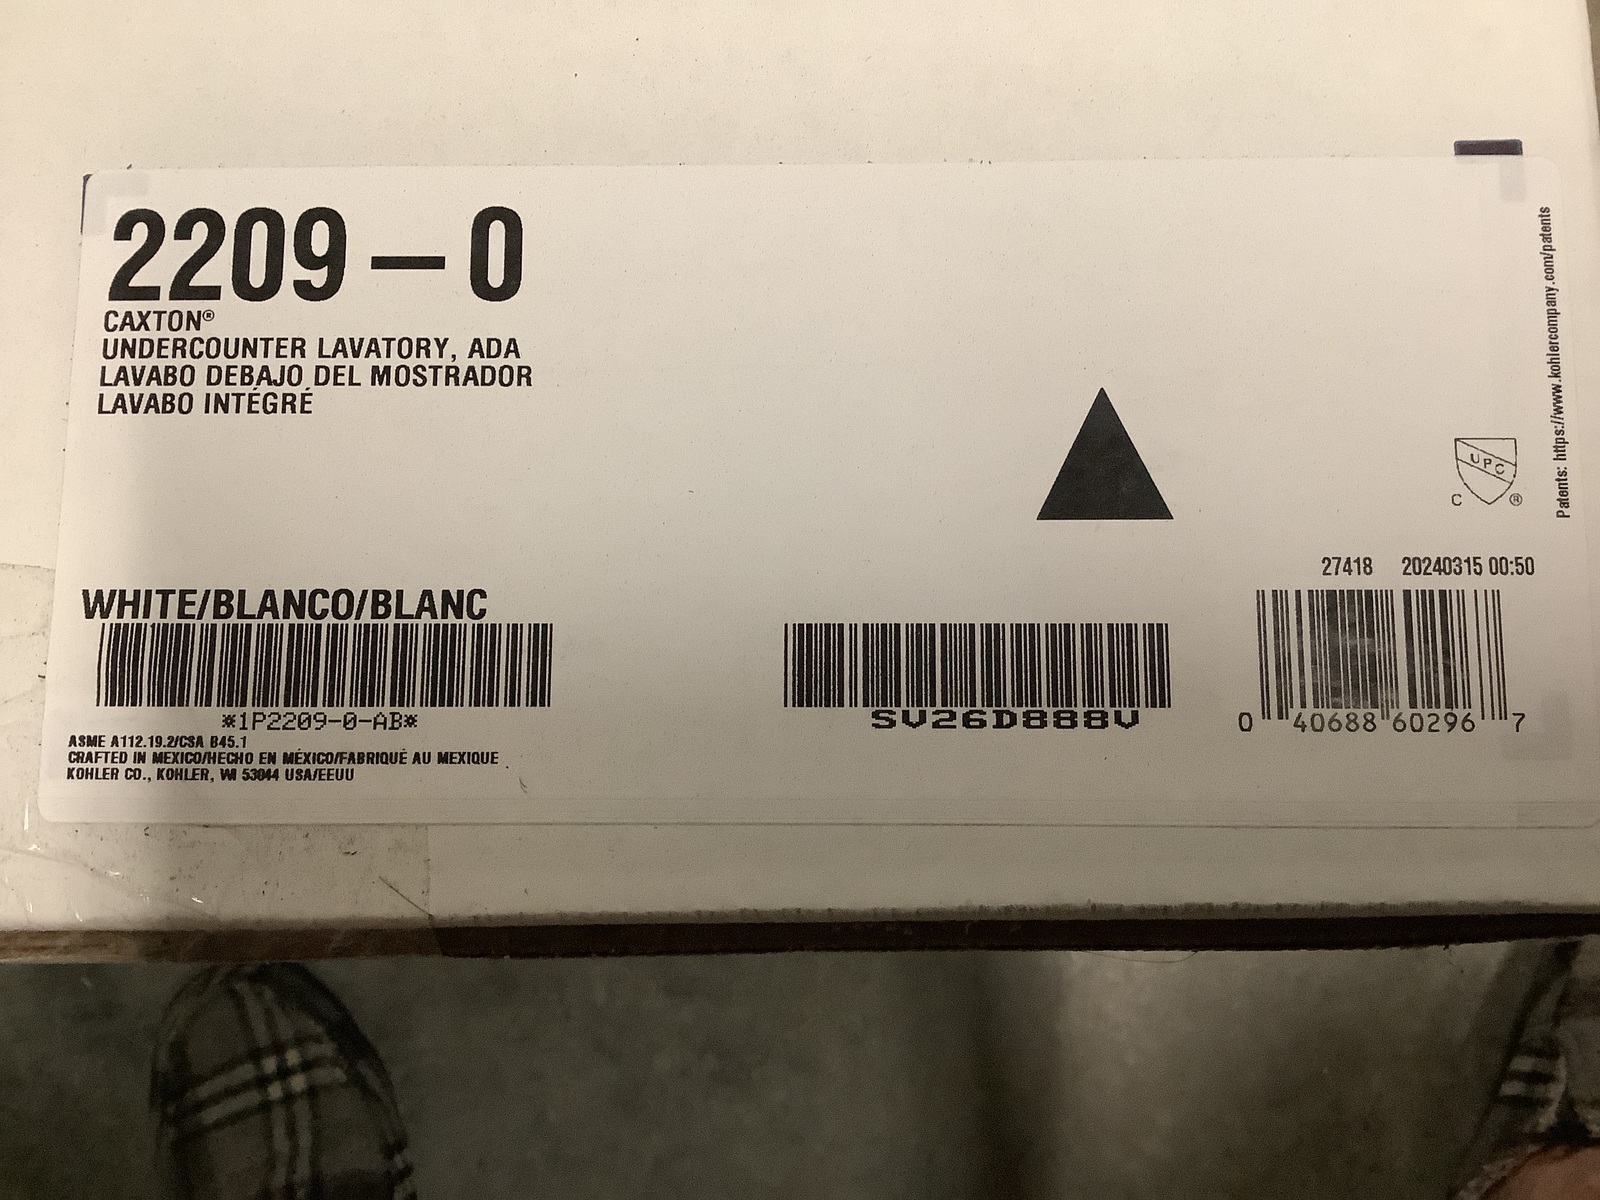 2209-0
CAXTON®
UNDERCOUNTER LAVATORY, ADA
LAVABO DEBAJO DEL MOSTRADOR
LAVABO INTÉGRÉ
Patents: https://www.kohlercompany.com/patents
UPC
C ®
27418 20240315 00:50
WHITE/BLANCO/BLANC
*1P2209-0-AB*
SV26D888V
0 40688 60296 7
ASME A112.19.2/CSA B45.1
CRAFTED IN MEXICO/HECHO EN MÉXICO/FABRIQUÉ AU MEXIQUE
KOHLER CO., KOHLER, WI 53044 USA/EEUU